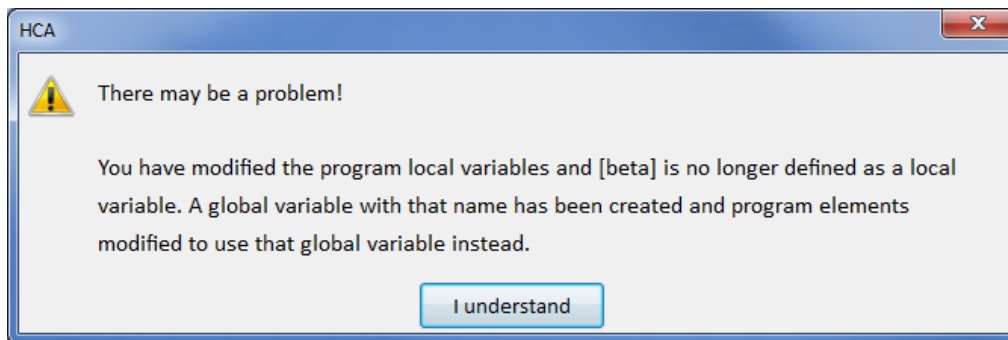 HCA
There may be a problem!
You have modified the program local variables and [beta] is no longer defined as a local
variable. A global variable with that name has been created and program elements
modified to use that global variable instead.
I understand